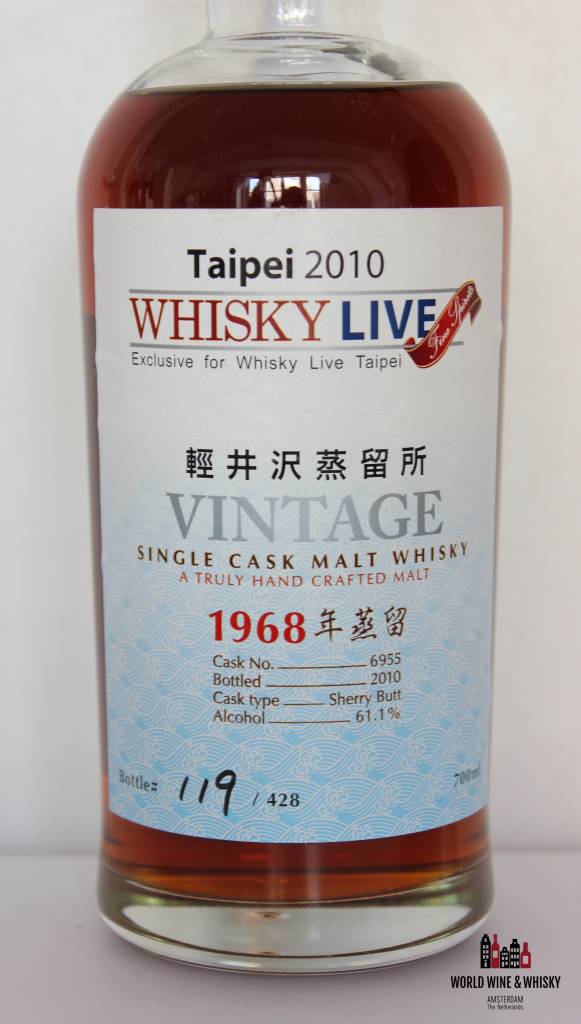 Taipei 2010
WHISKY LIVE
Fine Spirits
Exclusive for Whisky Live Taipei
輕井沢蒸留所
VINTAGE
SINGLE CASK MALT WHISKY
A TRULY HAND CRAFTED MALT
1968年蒸留
Cask No. 6955
Bottled 2010
Cask type Sherry Butt
Alcohol 61.1%
Bottle# 119 / 428
700ml
WORLD WINE & WHISKY
AMSTERDAM
The Netherlands